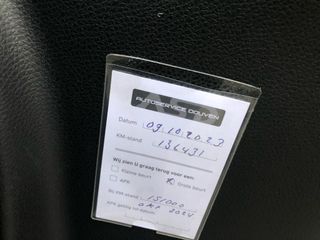 AUTOSERVICE DOUVEN
Datum: 09.10.2023
KM-stand: 136431
Wij zien U graag terug voor een:
Kleine beurt Grote beurt
APK
Bij KM-stand: 151000
APK geldig tot datum: okt 2024